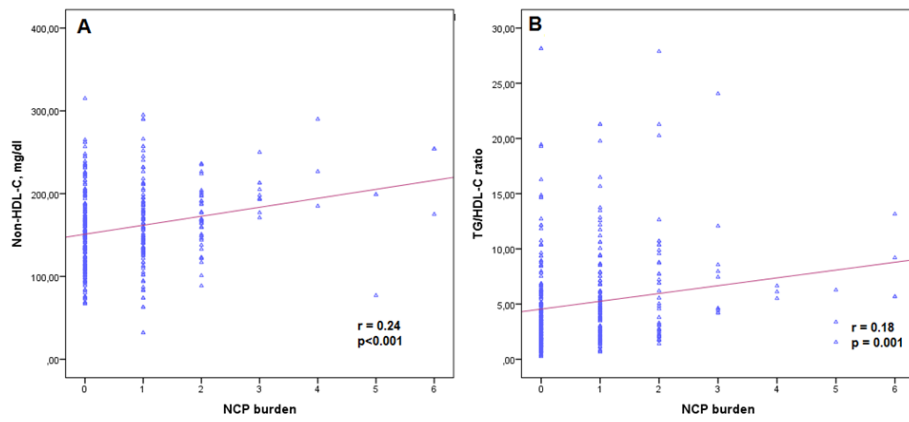 A
Non-HDL-C, mg/dl
400,00
300,00
200,00
100,00
,00
r = 0.24
p<0.001
0 1 2 3 4 5 6
NCP burden
B
TG/HDL-C ratio
30,00
25,00
20,00
15,00
10,00
5,00
,00
r = 0.18
p = 0.001
0 1 2 3 4 5 6
NCP burden